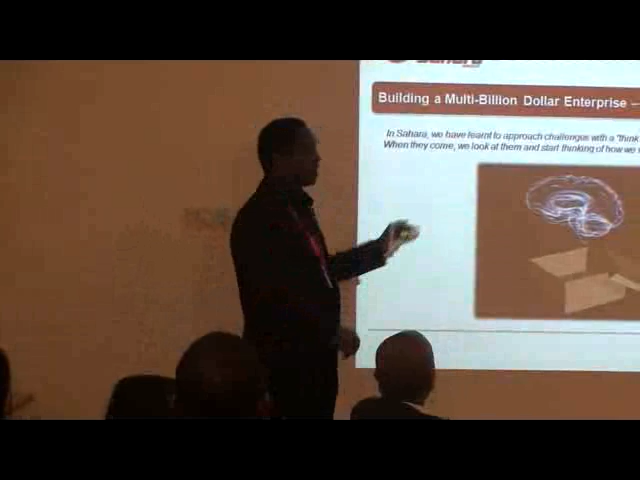 Building a Multi-Billion Dollar Enterprise –
In Sahara, we have learnt to approach challenges with a "think
When they come, we look at them and start thinking of how we